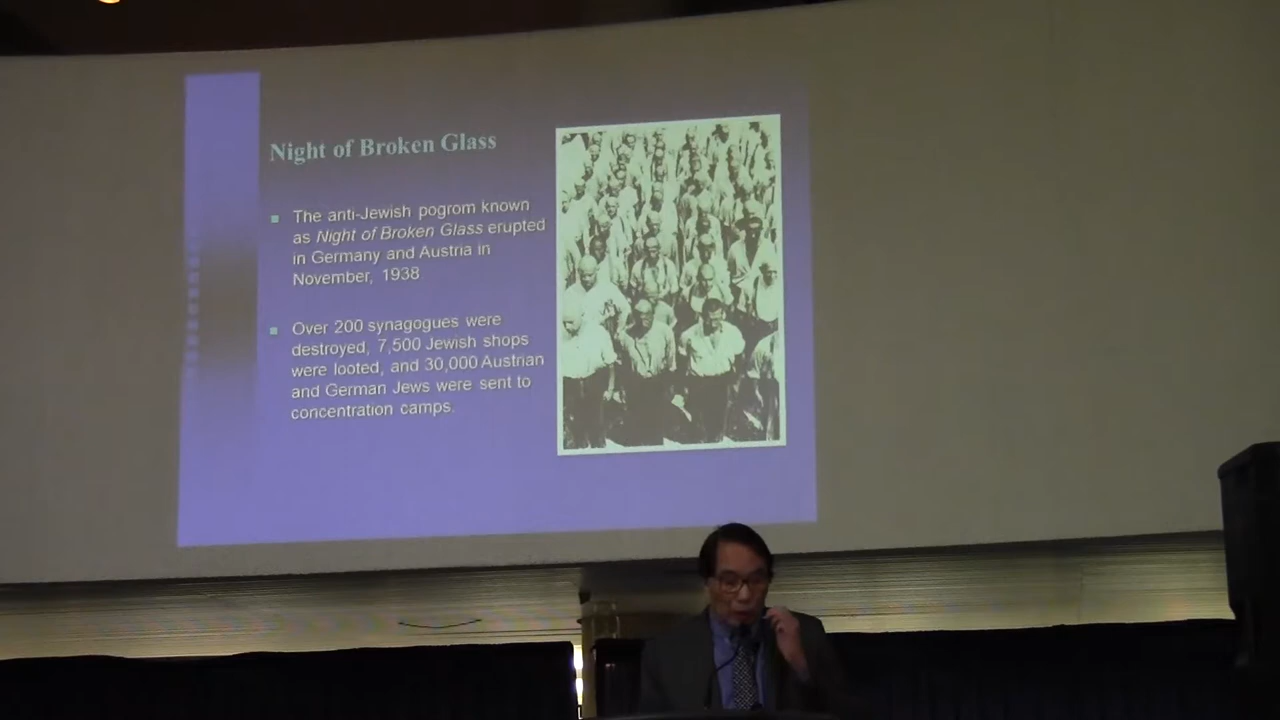 Night of Broken Glass
The anti-Jewish pogrom known
as Night of Broken Glass erupted
in Germany and Austria in
November, 1938
Over 200 synagogues were
destroyed, 7,500 Jewish shops
were looted, and 30,000 Austrian
and German Jews were sent to
concentration camps.